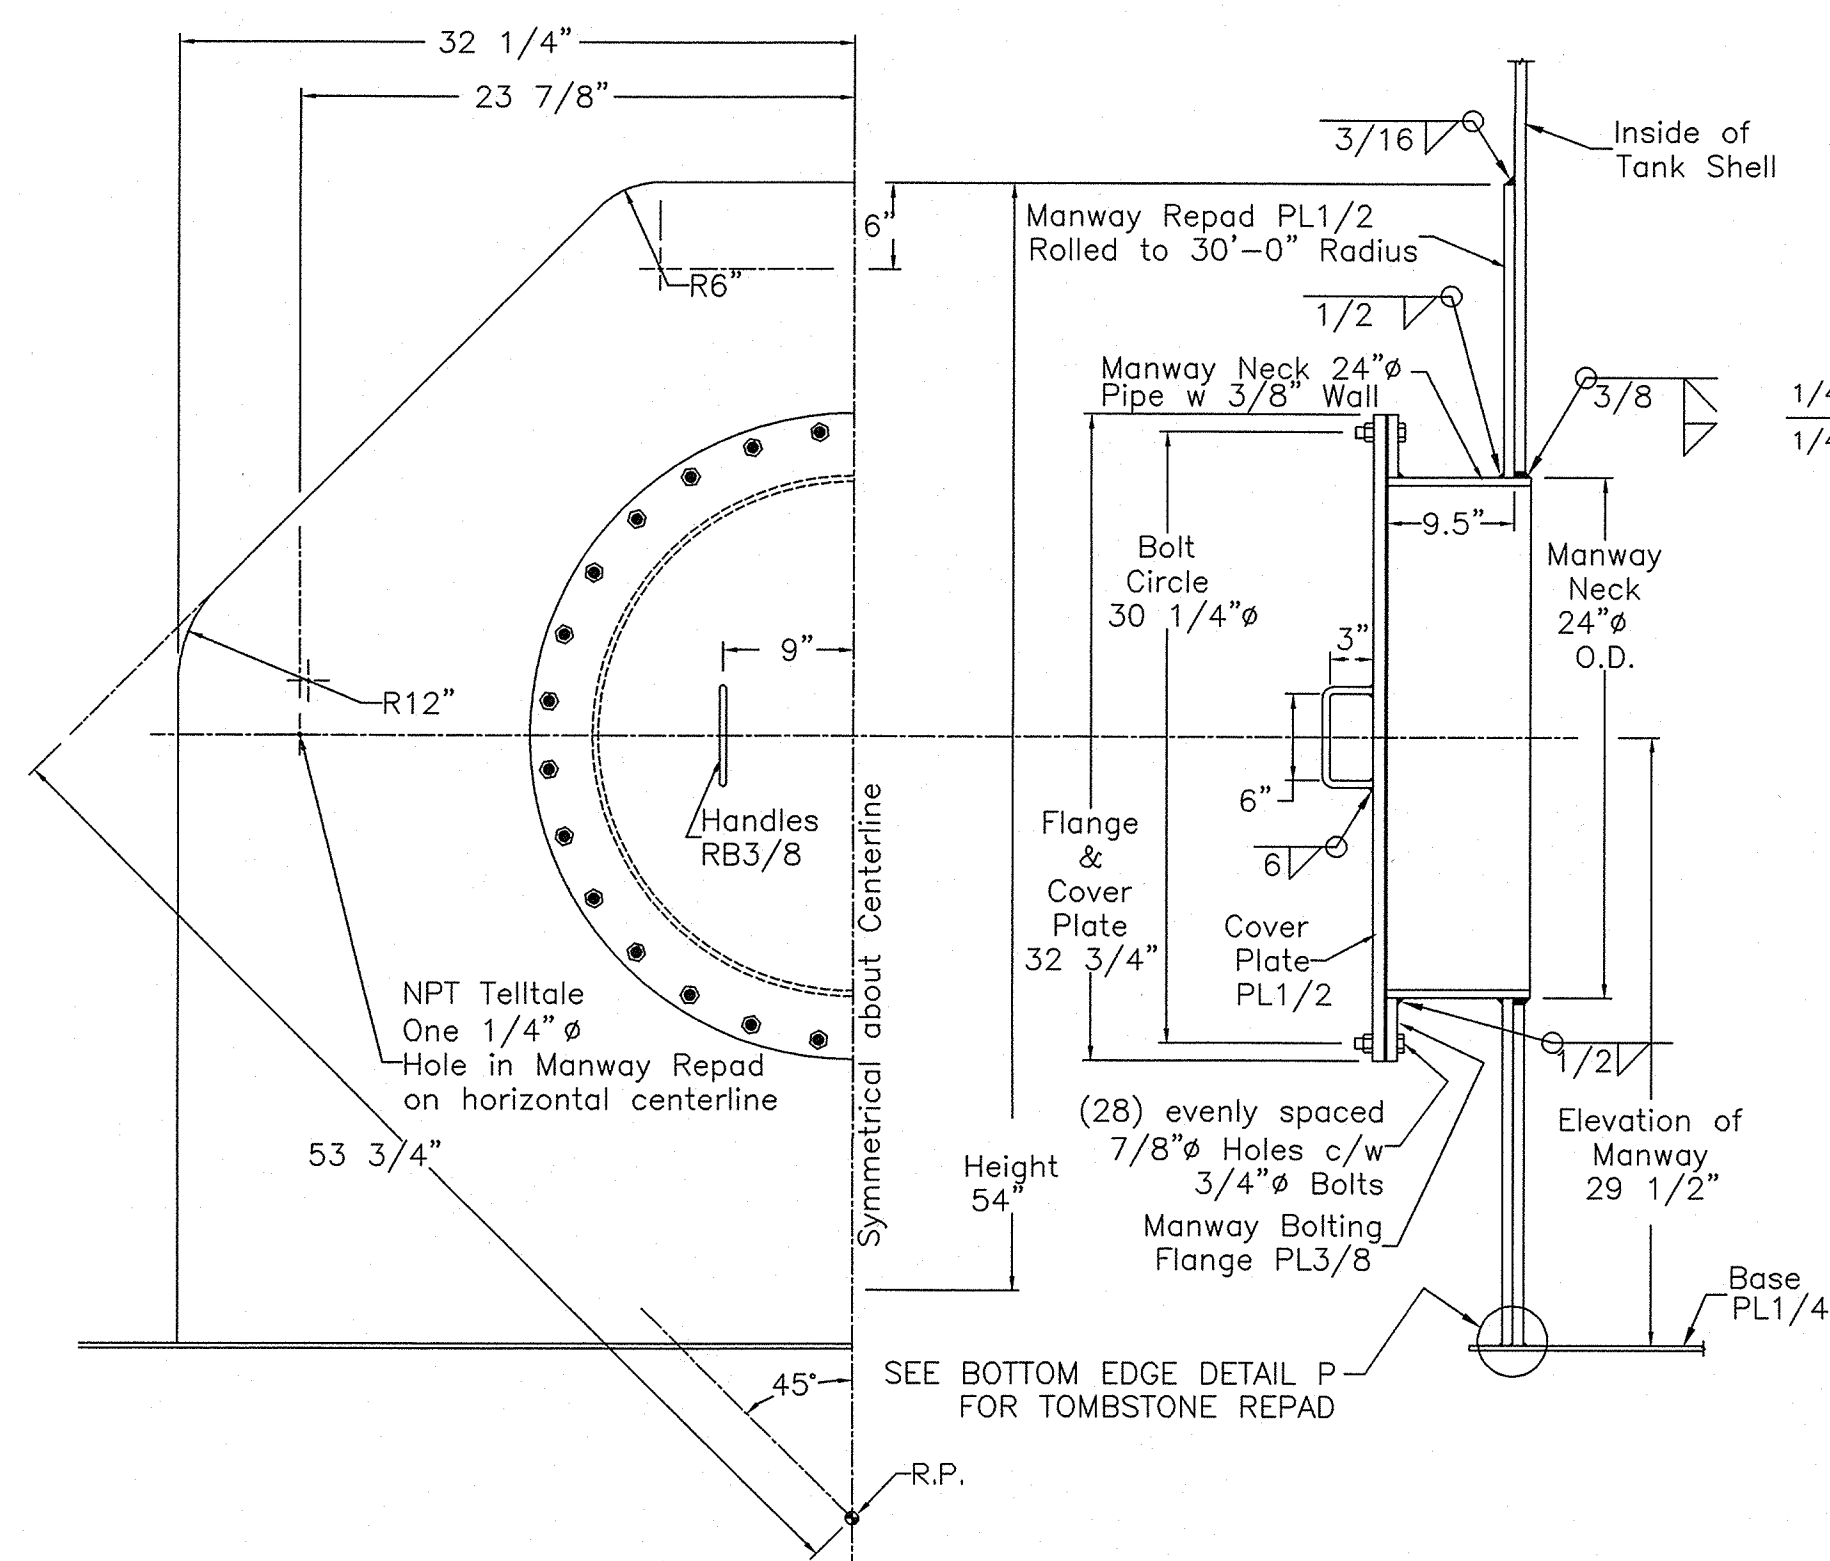 32 1/4"
23 7/8"
3/16
Inside of
Tank Shell
6"
Manway Repad PL1/2
Rolled to 30'-0" Radius
R6"
1/2
Manway Neck 24"ø
Pipe w 3/8" Wall
3/8
1/4
1/4
9.5"
Bolt
Circle
30 1/4"ø
Manway
Neck
24"ø
O.D.
9"
3"
R12"
6"
Handles
RB3/8
Flange
&
Cover
Plate
32 3/4"
6
Cover
Plate
PL1/2
Symmetrical about Centerline
NPT Telltale
One 1/4"ø
Hole in Manway Repad
on horizontal centerline
53 3/4"
1/2
(28) evenly spaced
7/8"ø Holes c/w
3/4"ø Bolts
Elevation of
Manway
29 1/2"
Height
54"
Manway Bolting
Flange PL3/8
Base
PL1/4
SEE BOTTOM EDGE DETAIL P
FOR TOMBSTONE REPAD
45°
R.P.